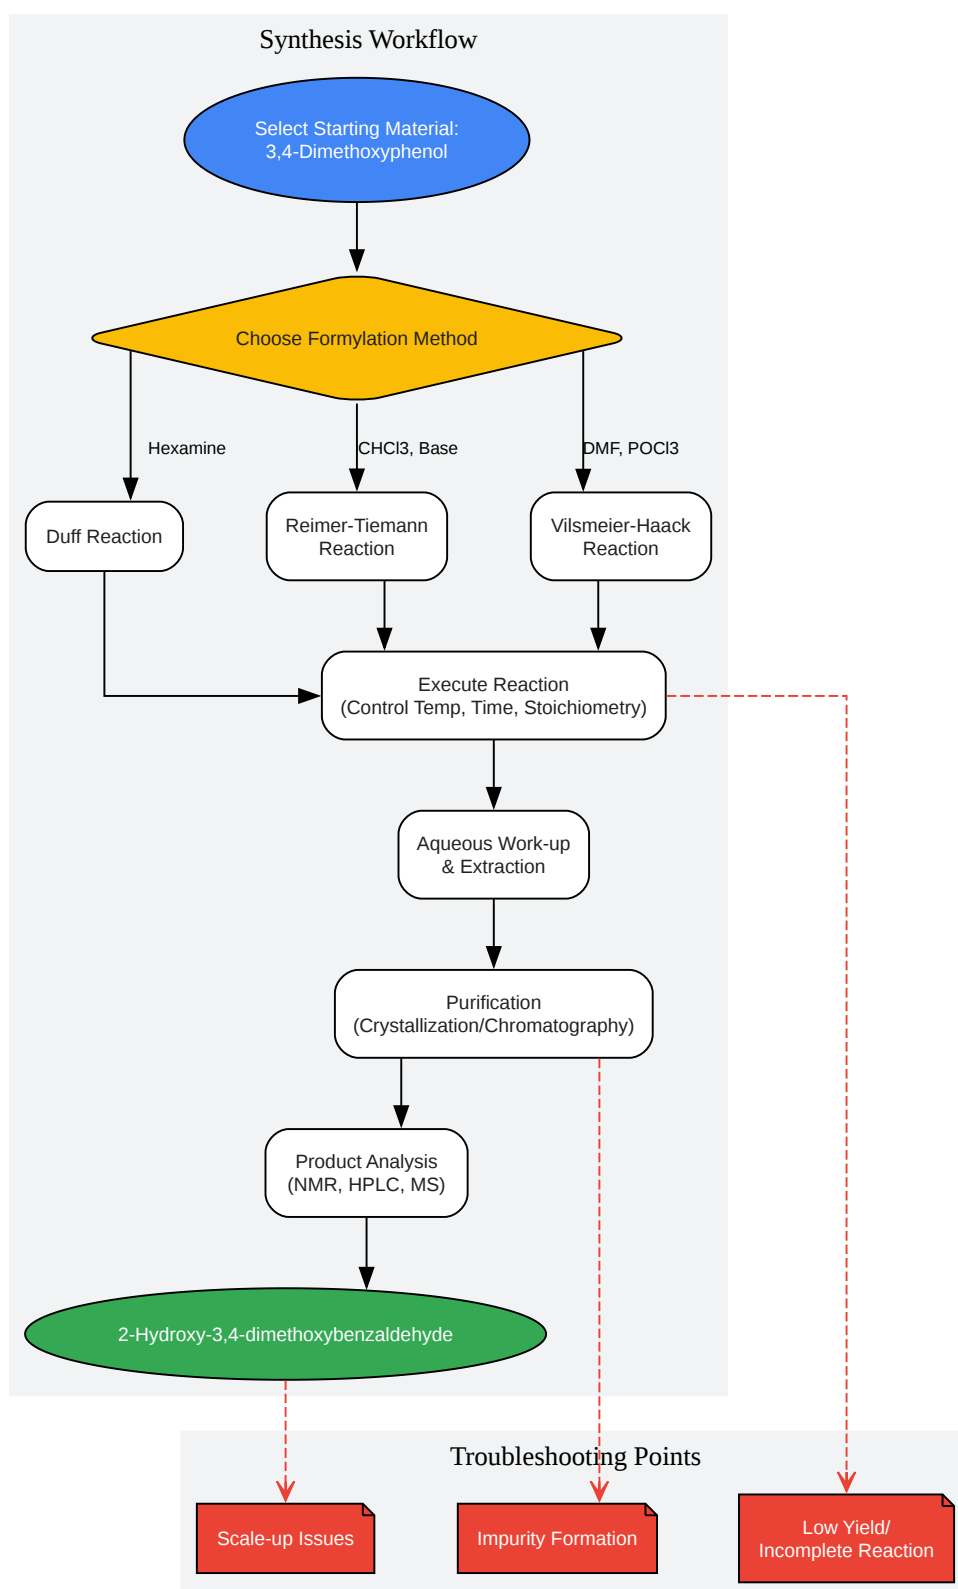 Synthesis Workflow
Select Starting Material:
3,4-Dimethoxyphenol
Choose Formylation Method
Hexamine
CHCl3, Base
DMF, POCl3
Duff Reaction
Reimer-Tiemann
Reaction
Vilsmeier-Haack
Reaction
Execute Reaction
(Control Temp, Time, Stoichiometry)
Aqueous Work-up
& Extraction
Purification
(Crystallization/Chromatography)
Product Analysis
(NMR, HPLC, MS)
2-Hydroxy-3,4-dimethoxybenzaldehyde
Troubleshooting Points
Scale-up Issues
Impurity Formation
Low Yield/
Incomplete Reaction